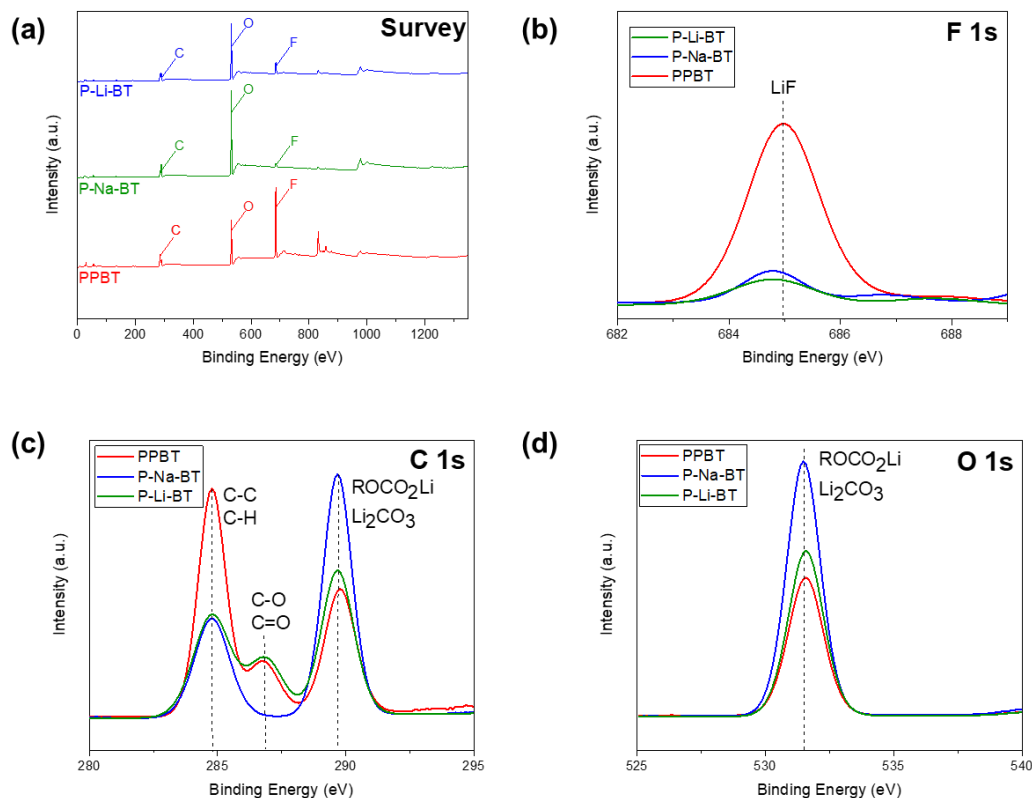 (a)
Survey
C
O
F
P-Li-BT
C
O
F
P-Na-BT
C
O
F
PPBT
Intensity (a.u.)
0 200 400 600 800 1000 1200
Binding Energy (eV)
(b)
F 1s
P-Li-BT
P-Na-BT
PPBT
LiF
Intensity (a.u.)
682 684 686 688
Binding Energy (eV)
(c)
C 1s
PPBT
P-Na-BT
P-Li-BT
C-C
C-H
C-O
C=O
ROCO2Li
Li2CO3
Intensity (a.u.)
280 285 290 295
Binding Energy (eV)
(d)
O 1s
PPBT
P-Na-BT
P-Li-BT
ROCO2Li
Li2CO3
Intensity (a.u.)
525 530 535 540
Binding Energy (eV)